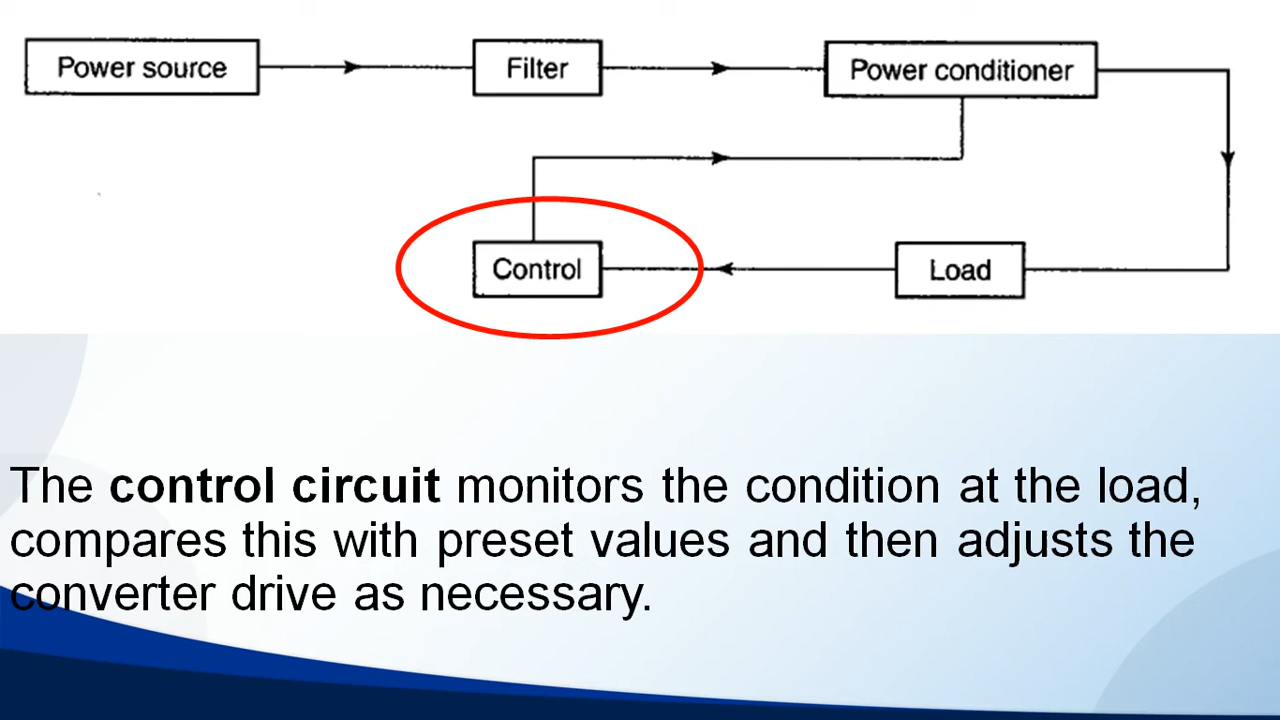 Power source
Filter
Power conditioner
Control
Load
The control circuit monitors the condition at the load,
compares this with preset values and then adjusts the
converter drive as necessary.